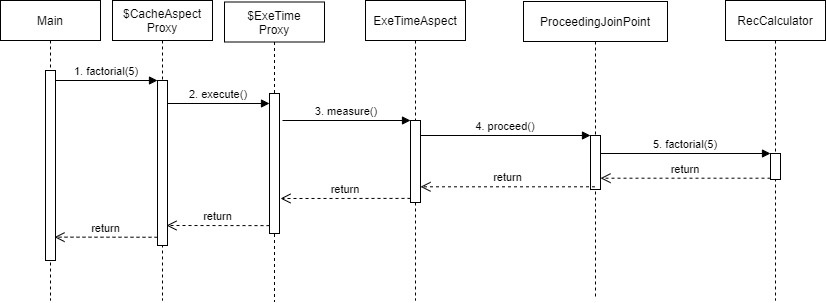 Main
$CacheAspect
Proxy
$ExeTime
Proxy
ExeTimeAspect
ProceedingJoinPoint
RecCalculator
1. factorial(5)
2. execute()
3. measure()
4. proceed()
5. factorial(5)
return
return
return
return
return